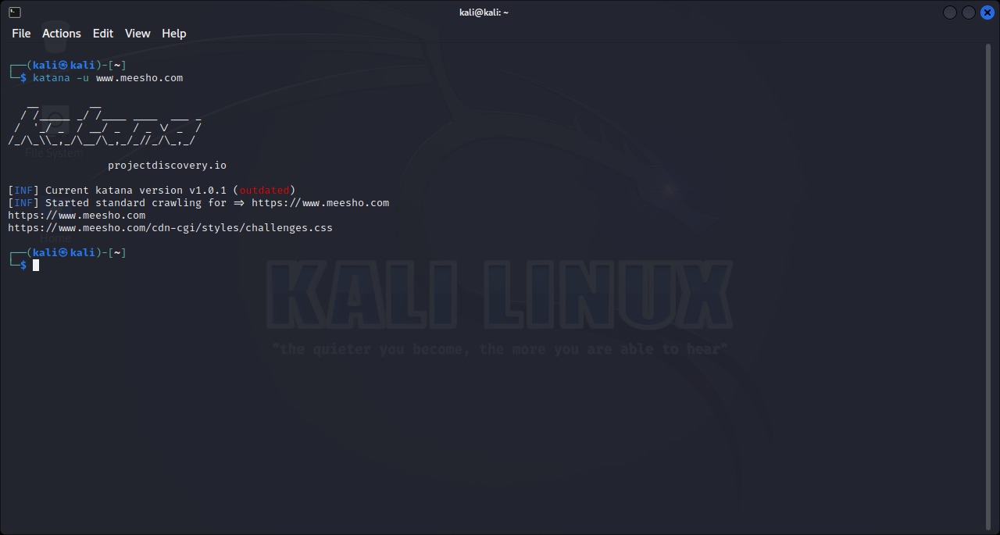 kali@kali: ~
File Actions Edit View Help
┌──(kali㉿kali)-[~]
└─$ katana -u www.meesho.com
   __        __
  / /_____ _/ /____ ____  ___ _
 /  '_/ _  / __/ _  / _ \/ _  /
/_/\_\\_,_/\__/\_,_/_//_/\_,_/
File System
projectdiscovery.io
[INF] Current katana version v1.0.1 (outdated)
[INF] Started standard crawling for => https://www.meesho.com
https://www.meesho.com
https://www.meesho.com/cdn-cgi/styles/challenges.css
Home
┌──(kali㉿kali)-[~]
└─$
KALI LINUX
"the quieter you become, the more you are able to hear"